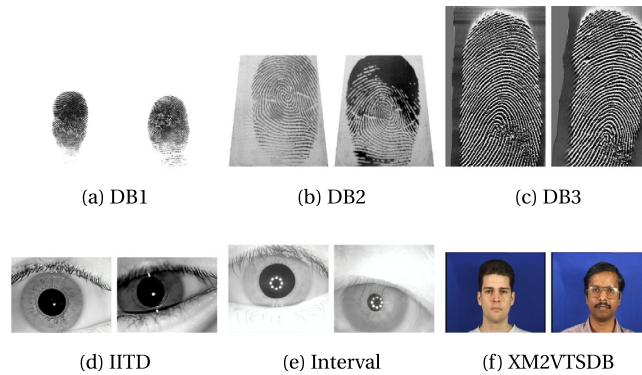 (a) DB1
(b) DB2
(c) DB3
(d) IITD
(e) Interval
(f) XM2VTSDB